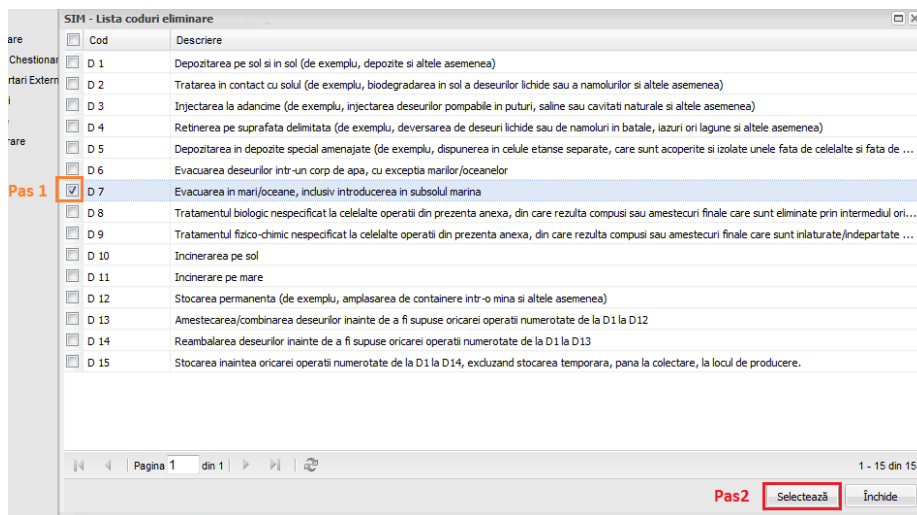 SIM - Lista coduri eliminare
Cod Descriere
are
Chestionar
rtari Extern
i
rare
D 1 Depozitarea pe sol si in sol (de exemplu, depozite si altele asemenea)
D 2 Tratarea in contact cu solul (de exemplu, biodegradarea in sol a deseurilor lichide sau a namolurilor si altele asemenea)
D 3 Injectarea la adancime (de exemplu, injectarea deseurilor pompabile in puturi, saline sau cavitati naturale si altele asemenea)
D 4 Retinerea pe suprafata delimitata (de exemplu, deversarea de deseuri lichide sau de namoluri in batale, iazuri ori lagune si altele asemenea)
D 5 Depozitarea in depozite special amenajate (de exemplu, dispunerea in celule etanse separate, care sunt acoperite si izolate unele fata de celelalte si fata de ...
D 6 Evacuarea deseurilor intr-un corp de apa, cu exceptia marilor/oceanelor
Pas 1 D 7 Evacuarea in mari/oceane, inclusiv introducerea in subsolul marina
D 8 Tratamentul biologic nespecificat la celelalte operatii din prezenta anexa, din care rezulta compusi sau amestecuri finale care sunt eliminate prin intermediul ori...
D 9 Tratamentul fizico-chimic nespecificat la celelalte operatii din prezenta anexa, din care rezulta compusi sau amestecuri finale care sunt inlaturate/indepartate ...
D 10 Incinerarea pe sol
D 11 Incinerare pe mare
D 12 Stocarea permanenta (de exemplu, amplasarea de containere intr-o mina si altele asemenea)
D 13 Amestecarea/combinarea deseurilor inainte de a fi supuse oricarei operatii numerotate de la D1 la D12
D 14 Reambalarea deseurilor inainte de a fi supuse oricarei operatii numerotate de la D1 la D13
D 15 Stocarea inaintea oricarei operatii numerotate de la D1 la D14, excluzand stocarea temporara, pana la colectare, la locul de producere.
Pagina 1 din 1 1 - 15 din 15
Pas2 Selectează Închide